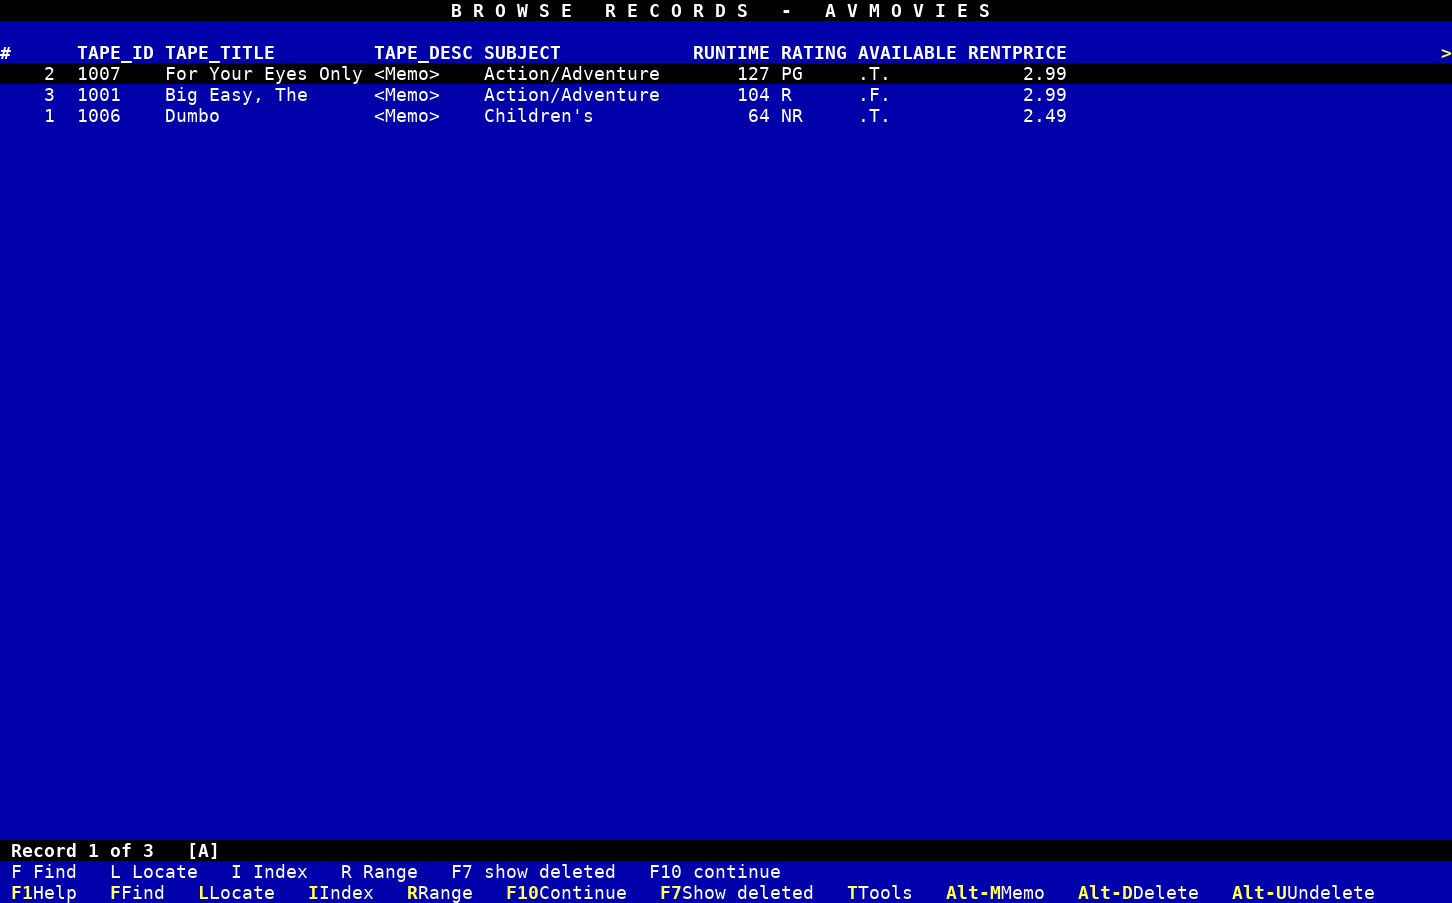 B R O W S E   R E C O R D S   -   A V M O V I E S
#      TAPE_ID TAPE_TITLE         TAPE_DESC SUBJECT            RUNTIME RATING AVAILABLE RENTPRICE                                  >
    2  1007    For Your Eyes Only <Memo>    Action/Adventure       127 PG     .T.            2.99
    3  1001    Big Easy, The      <Memo>    Action/Adventure       104 R      .F.            2.99
    1  1006    Dumbo              <Memo>    Children's              64 NR     .T.            2.49
Record 1 of 3   [A]
F Find   L Locate   I Index   R Range   F7 show deleted   F10 continue
F1Help   FFind   LLocate   IIndex   RRange   F10Continue   F7Show deleted   TTools   Alt-MMemo   Alt-DDelete   Alt-UUndelete